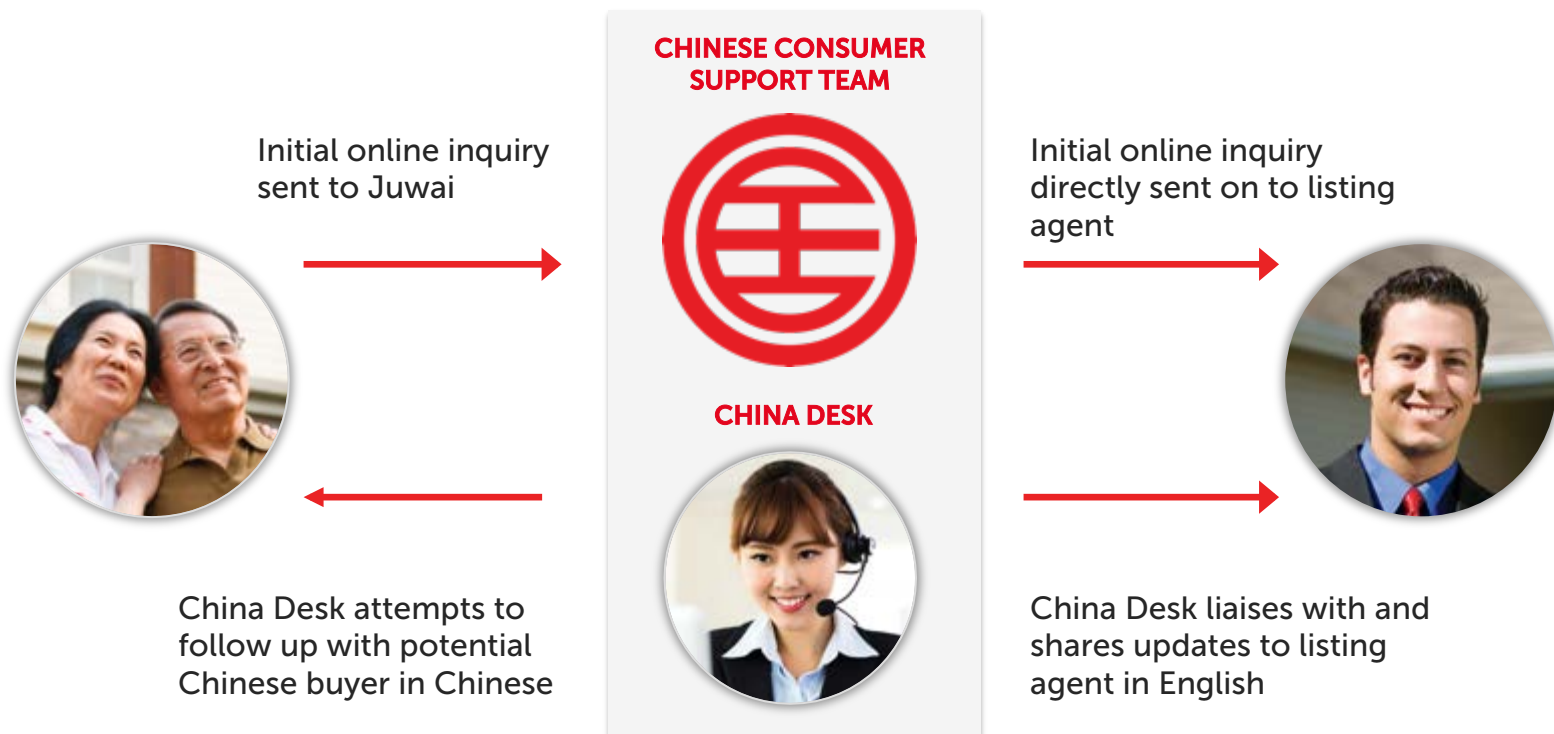 CHINESE CONSUMER
SUPPORT TEAM
Initial online inquiry
sent to Juwai
Initial online inquiry
directly sent on to listing
agent
CHINA DESK
China Desk attempts to
follow up with potential
Chinese buyer in Chinese
China Desk liaises with and
shares updates to listing
agent in English